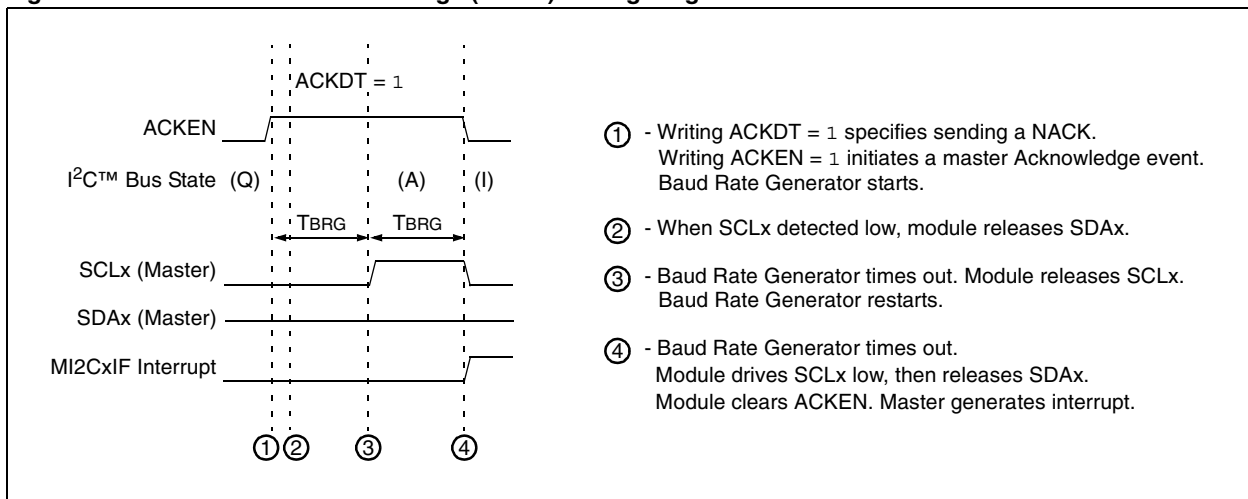 ACKDT = 1
ACKEN
I²C™ Bus State (Q) (A) (I)
TBRG TBRG
SCLx (Master)
SDAx (Master)
MI2CxIF Interrupt
1 2 3 4
1 - Writing ACKDT = 1 specifies sending a NACK.
Writing ACKEN = 1 initiates a master Acknowledge event.
Baud Rate Generator starts.
2 - When SCLx detected low, module releases SDAx.
3 - Baud Rate Generator times out. Module releases SCLx.
Baud Rate Generator restarts.
4 - Baud Rate Generator times out.
Module drives SCLx low, then releases SDAx.
Module clears ACKEN. Master generates interrupt.